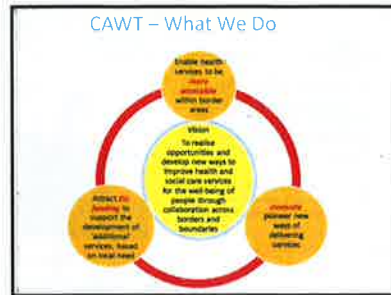 CAWT – What We Do
Enable health
services to be
more
accessible
within border
areas
Vision
To realise
opportunities and
develop new ways to
improve health and
social care services
for the well-being of
people through
collaboration across
borders and
boundaries
Attract EU
funding to
support the
development of
'additional'
services, based
on local need
innovate
pioneer new
ways of
delivering
services